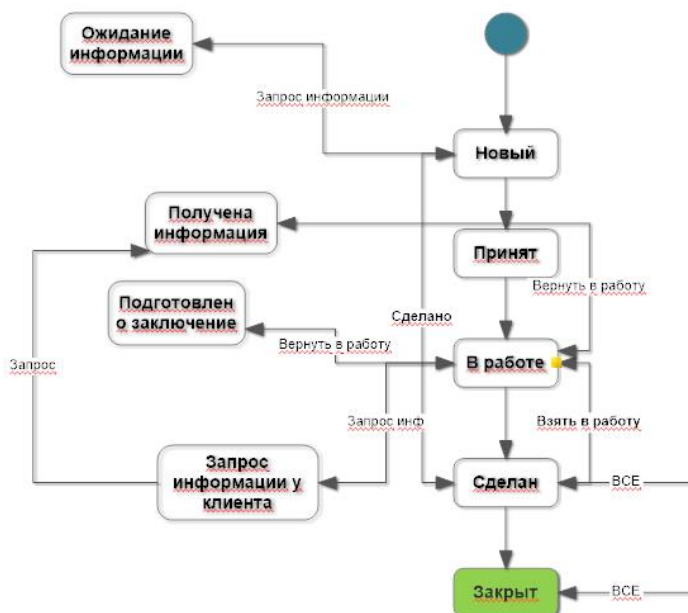 Ожидание
информации
Запрос информации
Новый
Получена
информация
Принят
Вернуть в работу
Подготовлен
о заключение
Сделано
Вернуть в работу
Запрос
В работе
Запрос инф
Взять в работу
Запрос
информации у
клиента
Сделан
ВСЕ
Закрыт
ВСЕ